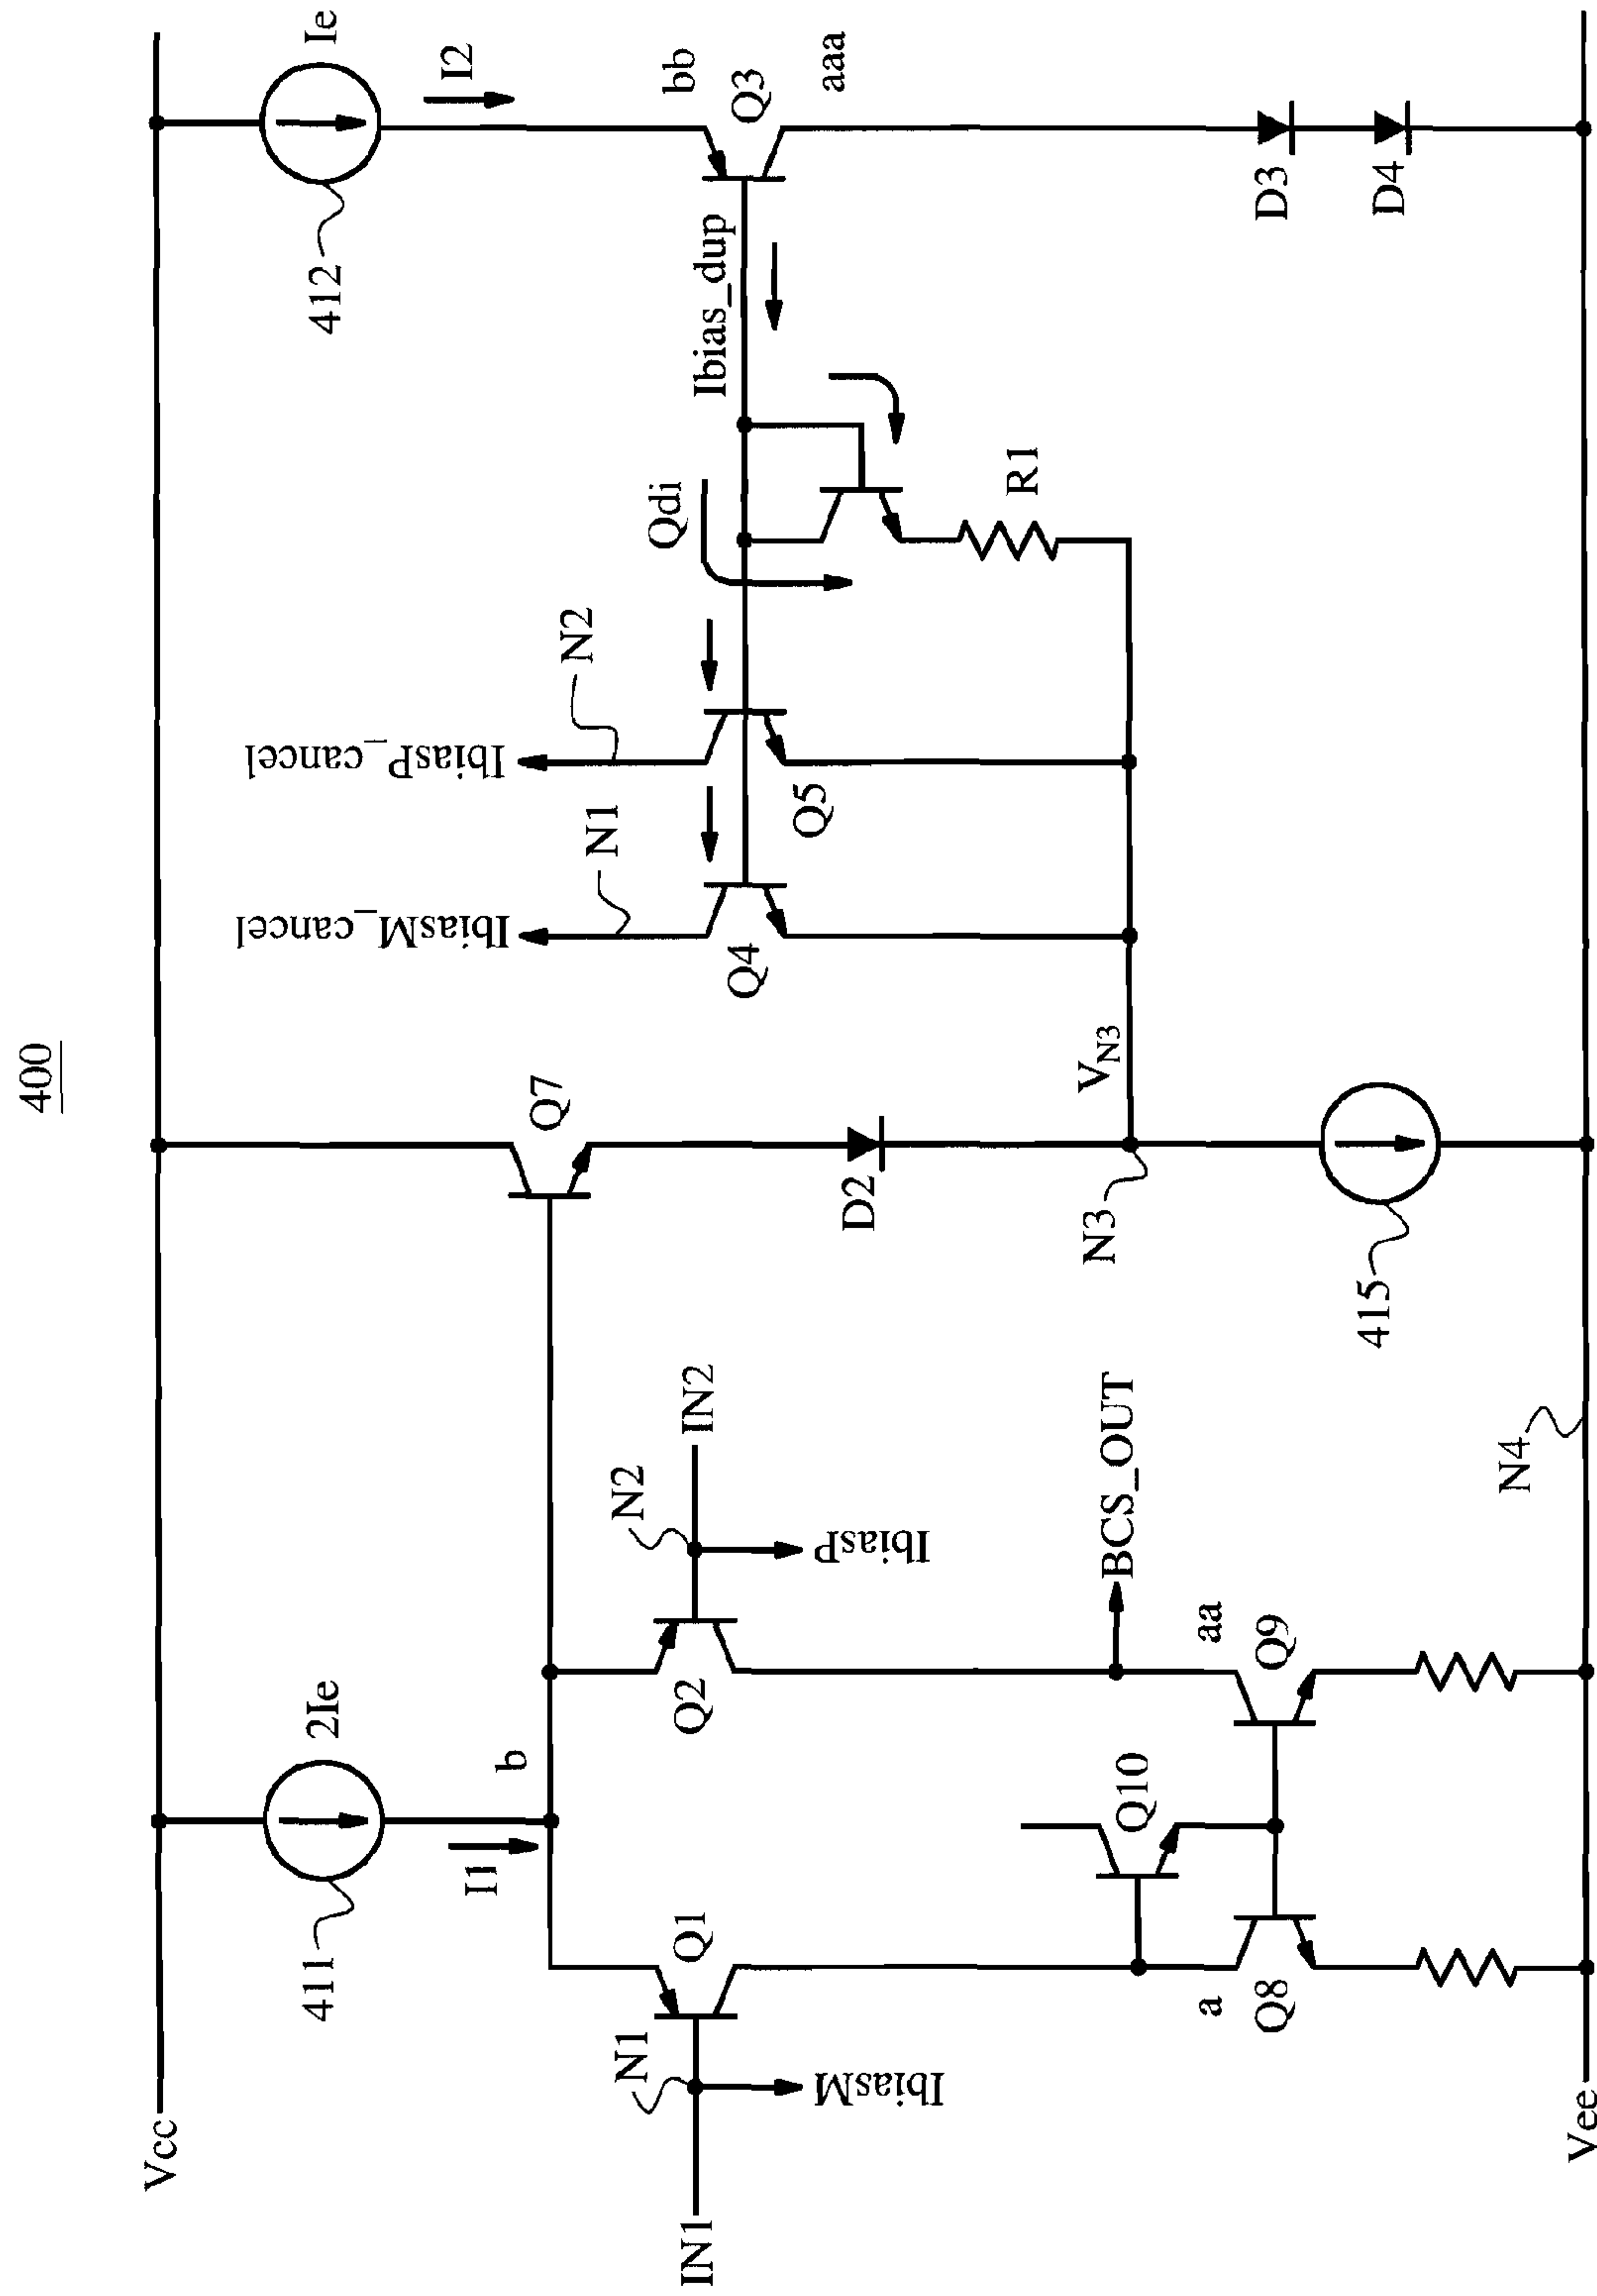 400
Vcc
411
2Ie
412
Ie
I1
b
I2
bb
Q7
IbiasM_cancel
N1
IbiasP_cancel
N2
Qdi
Ibias_dup
Q3
aaa
IN1
N1
IbiasM
Q1
Q2
N2
IN2
IbiasP
D2
Q4
Q5
R1
BCS_OUT
VN3
N3
a
Q8
Q10
aa
Q9
415
D3
D4
N4
Vee